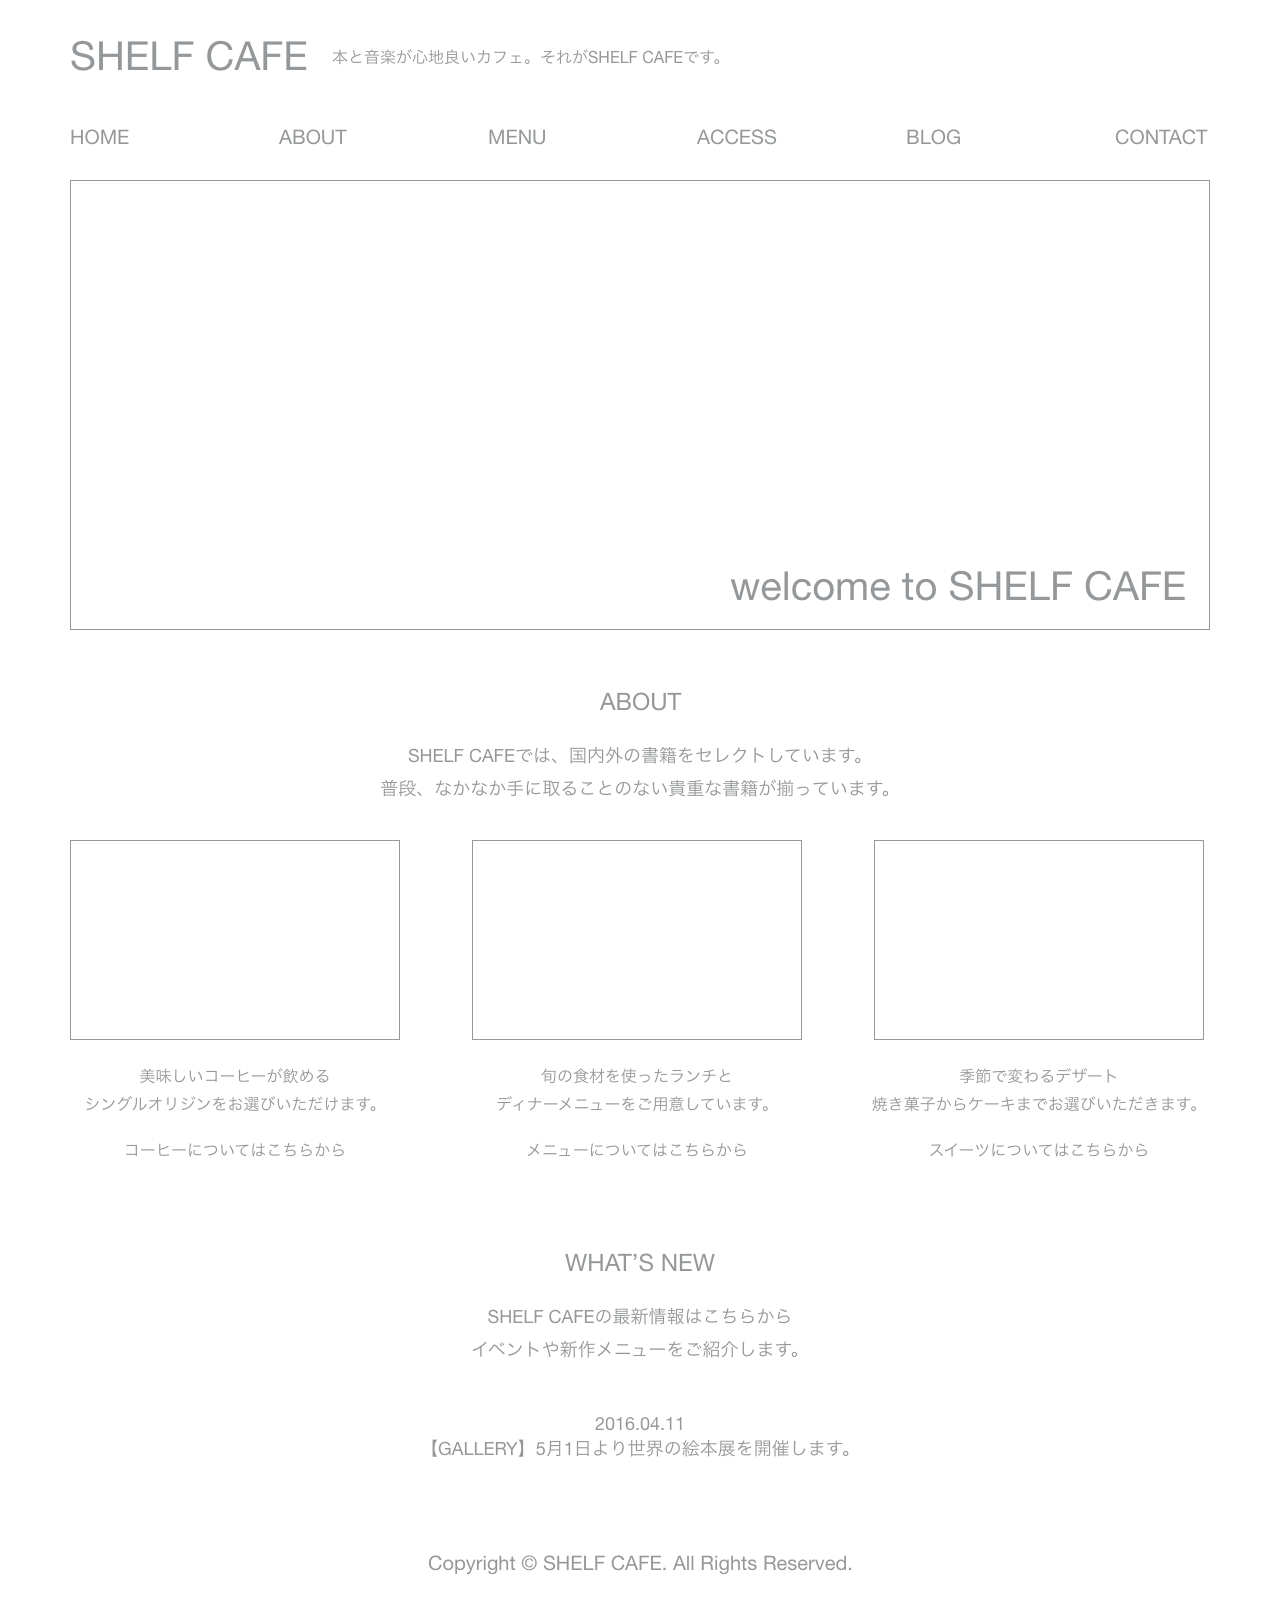 SHELF CAFE
本と音楽が心地良いカフェ。それがSHELF CAFEです。
HOME ABOUT MENU ACCESS BLOG CONTACT
welcome to SHELF CAFE
ABOUT
SHELF CAFEでは、国内外の書籍をセレクトしています。
普段、なかなか手に取ることのない貴重な書籍が揃っています。
美味しいコーヒーが飲める
シングルオリジンをお選びいただけます。
コーヒーについてはこちらから
旬の食材を使ったランチと
ディナーメニューをご用意しています。
メニューについてはこちらから
季節で変わるデザート
焼き菓子からケーキまでお選びいただきます。
スイーツについてはこちらから
WHAT’S NEW
SHELF CAFEの最新情報はこちらから
イベントや新作メニューをご紹介します。
2016.04.11
【GALLERY】5月1日より世界の絵本展を開催します。
Copyright © SHELF CAFE. All Rights Reserved.